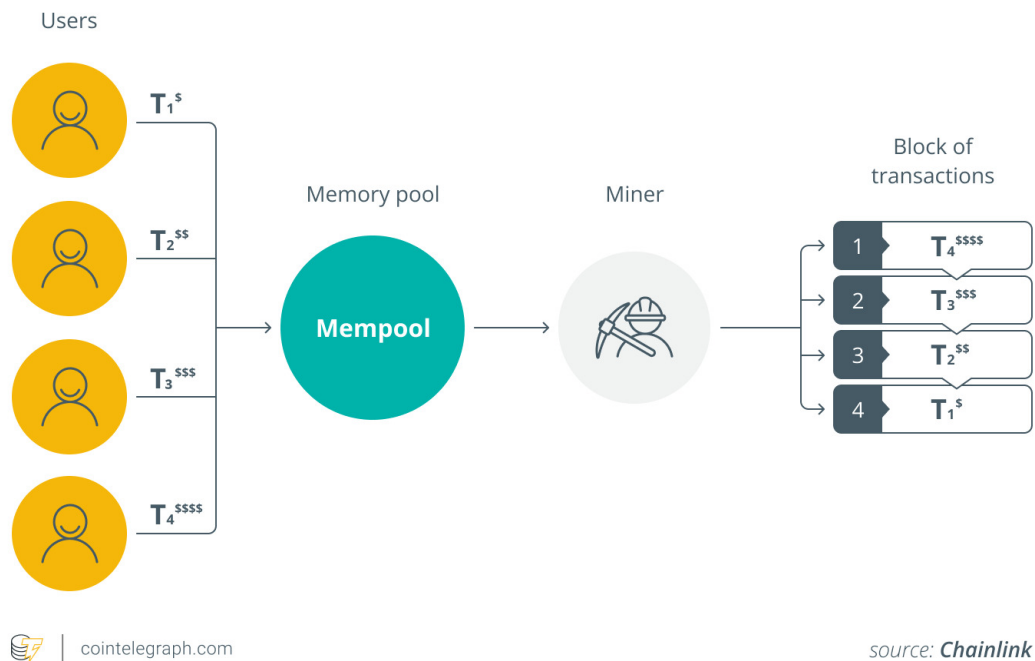 Users
T₁$
T₂$$
T₃$$$
T₄$$$$
Memory pool
Mempool
Miner
Block of
transactions
1 T₄$$$$
2 T₃$$$
3 T₂$$
4 T₁$
cointelegraph.com
source: Chainlink